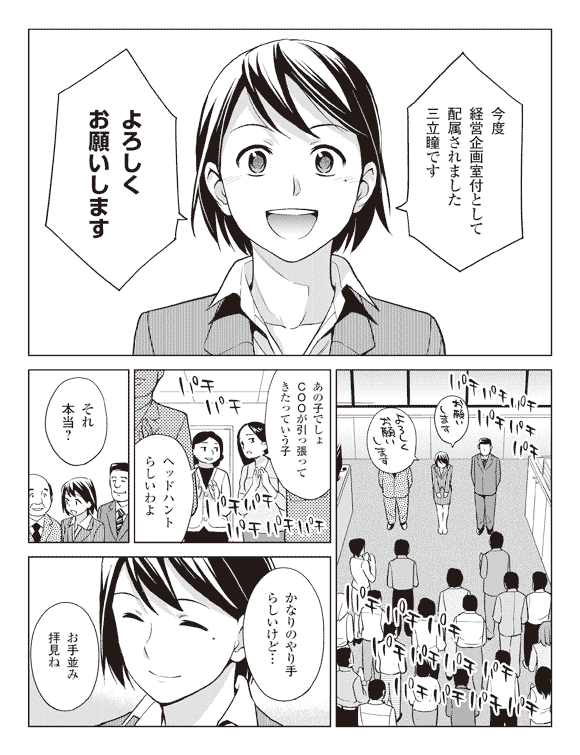 今度
経営企画室付として
配属されました
三立瞳です
よろしく
お願いします
パチ
パチ
パチ
パチ
お願い
します
よろしく
お願い
します
パチ
パチ
パチ
パチ
パチ
パチ
パチ
パチ
あの子でしょ
COOが引っ張って
きたっていう子
パチ
パチ
パチ
パチ
パチ
パチ
パチ
パチ
ヘッドハント
らしいわよ
それ
本当?
かなりのやり手
らしいけど…
お手並み
拝見ね